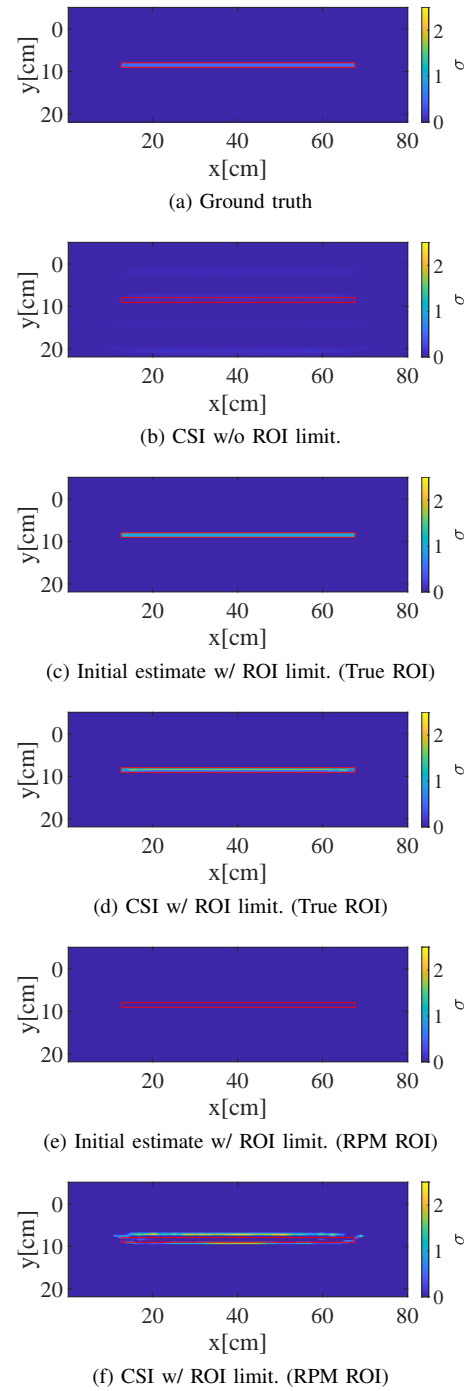 0
10
20
y[cm]
20 40 60 80
x[cm]
0
1
2
σ
(a) Ground truth
0
10
20
y[cm]
20 40 60 80
x[cm]
0
1
2
σ
(b) CSI w/o ROI limit.
0
10
20
y[cm]
20 40 60 80
x[cm]
0
1
2
σ
(c) Initial estimate w/ ROI limit. (True ROI)
0
10
20
y[cm]
20 40 60 80
x[cm]
0
1
2
σ
(d) CSI w/ ROI limit. (True ROI)
0
10
20
y[cm]
20 40 60 80
x[cm]
0
1
2
σ
(e) Initial estimate w/ ROI limit. (RPM ROI)
0
10
20
y[cm]
20 40 60 80
x[cm]
0
1
2
σ
(f) CSI w/ ROI limit. (RPM ROI)